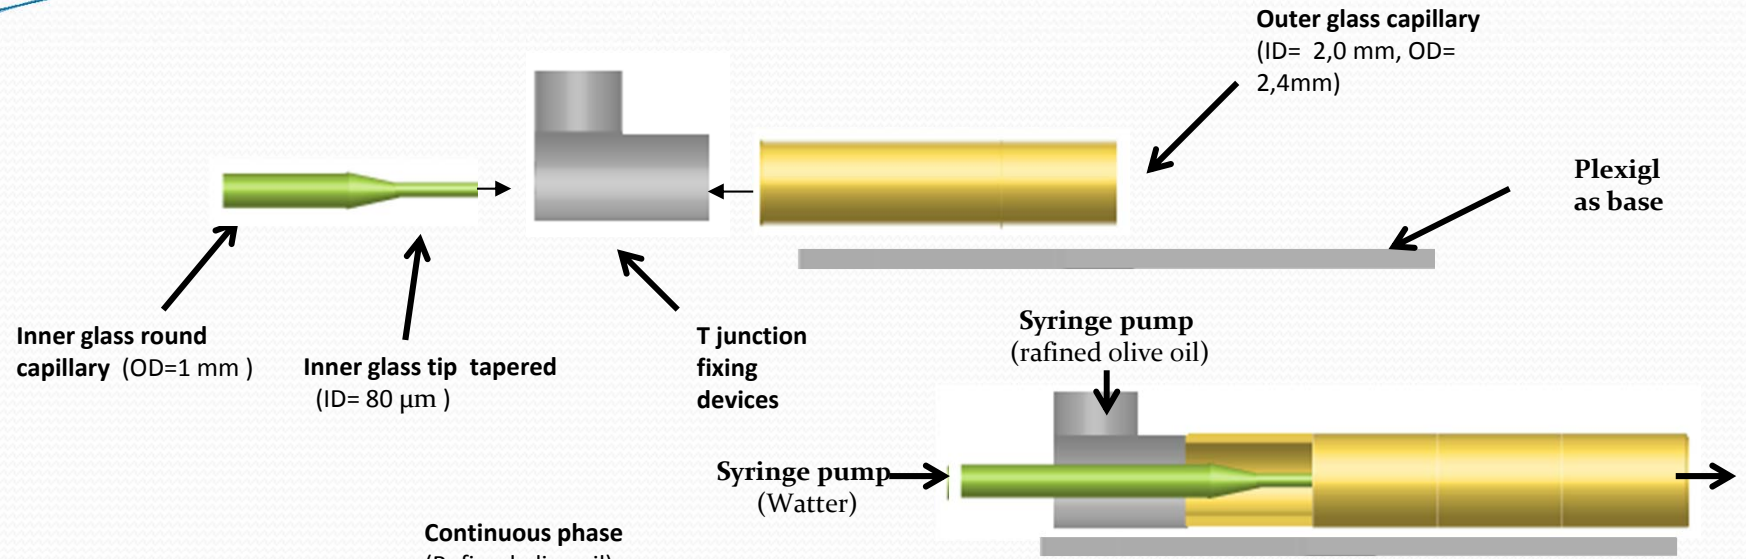 Outer glass capillary
(ID=  2,0 mm, OD=
2,4mm)
Plexigl
as base
Inner glass round
capillary  (OD=1 mm )
Inner glass tip  tapered
(ID= 80 μm )
T junction
fixing
devices
Syringe pump
(rafined olive oil)
Syringe pump
(Watter)
Continuous phase